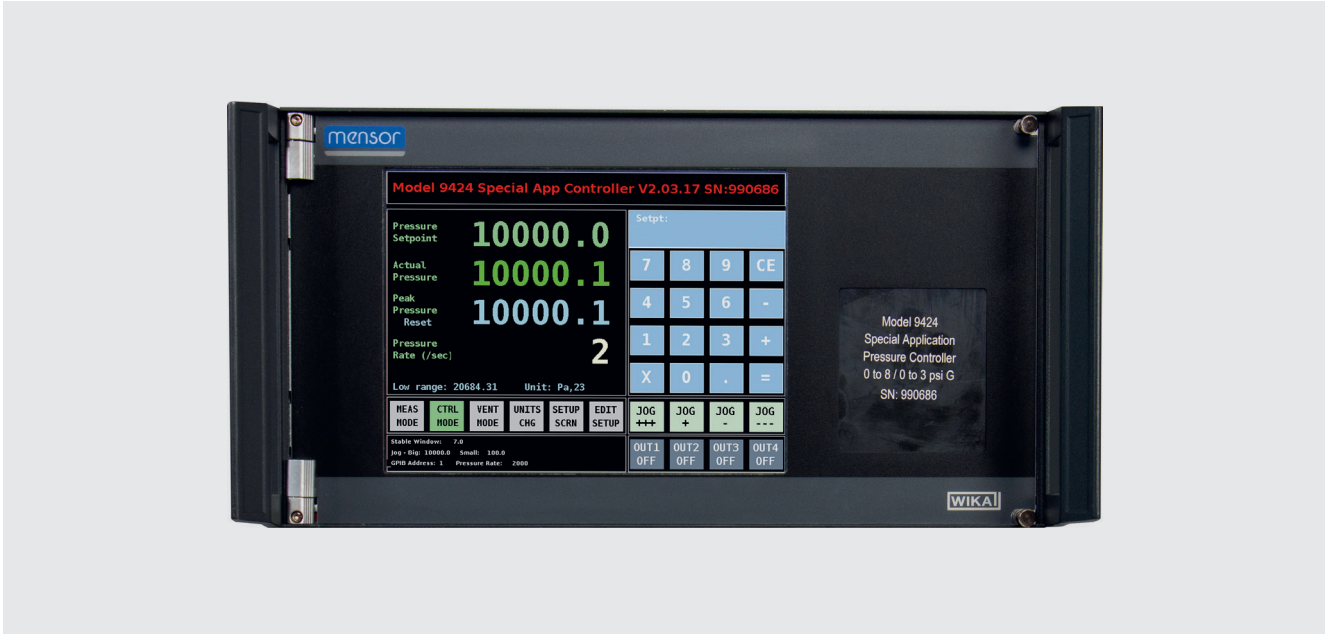 mensor
Model 9424 Special App Controller V2.03.17 SN:990686
Pressure
Setpoint
10000.0
Actual
Pressure
10000.1
Peak
Pressure
Reset
10000.1
Pressure
Rate (/sec)
2
Low range: 20684.31 Unit: Pa,23
Setpt:
7 8 9 CE
4 5 6 -
1 2 3 +
X 0 . =
MEAS MODE
CTRL MODE
VENT MODE
UNITS CHG
SETUP SCRN
EDIT SETUP
JOG +++
JOG +
JOG -
JOG ---
Stable Window: 7.0
Jog - Big: 10000.0 Small: 100.0
GPIB Address: 1 Pressure Rate: 2000
OUT1 OFF
OUT2 OFF
OUT3 OFF
OUT4 OFF
Model 9424
Special Application
Pressure Controller
0 to 8 / 0 to 3 psi G
SN: 990686
WIKA